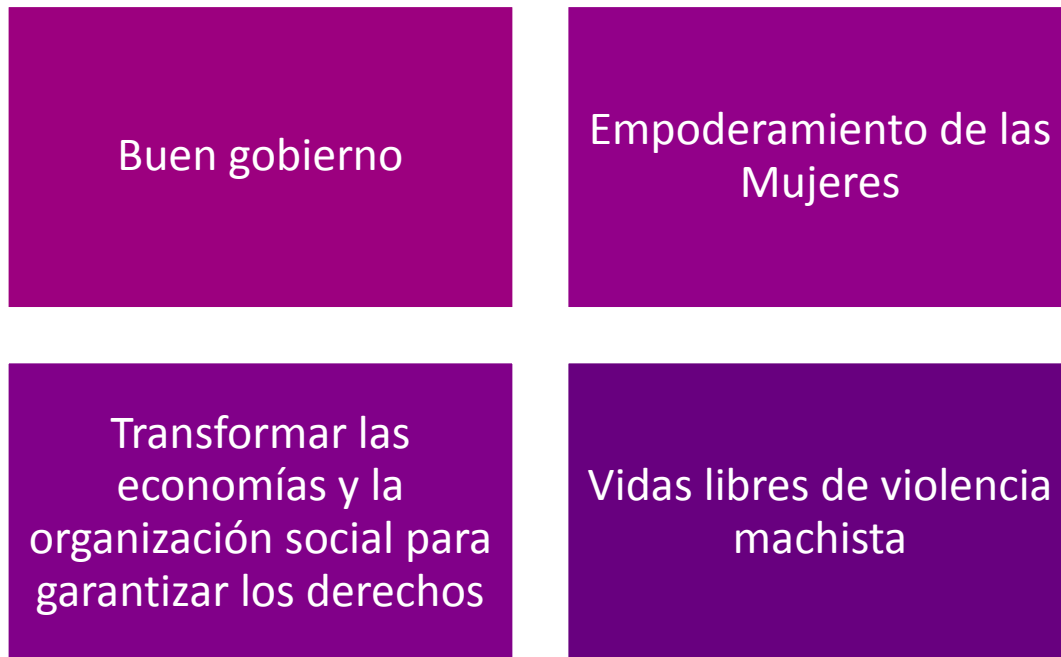 Buen gobierno
Empoderamiento de las
Mujeres
Transformar las
economías y la
organización social para
garantizar los derechos
Vidas libres de violencia
machista